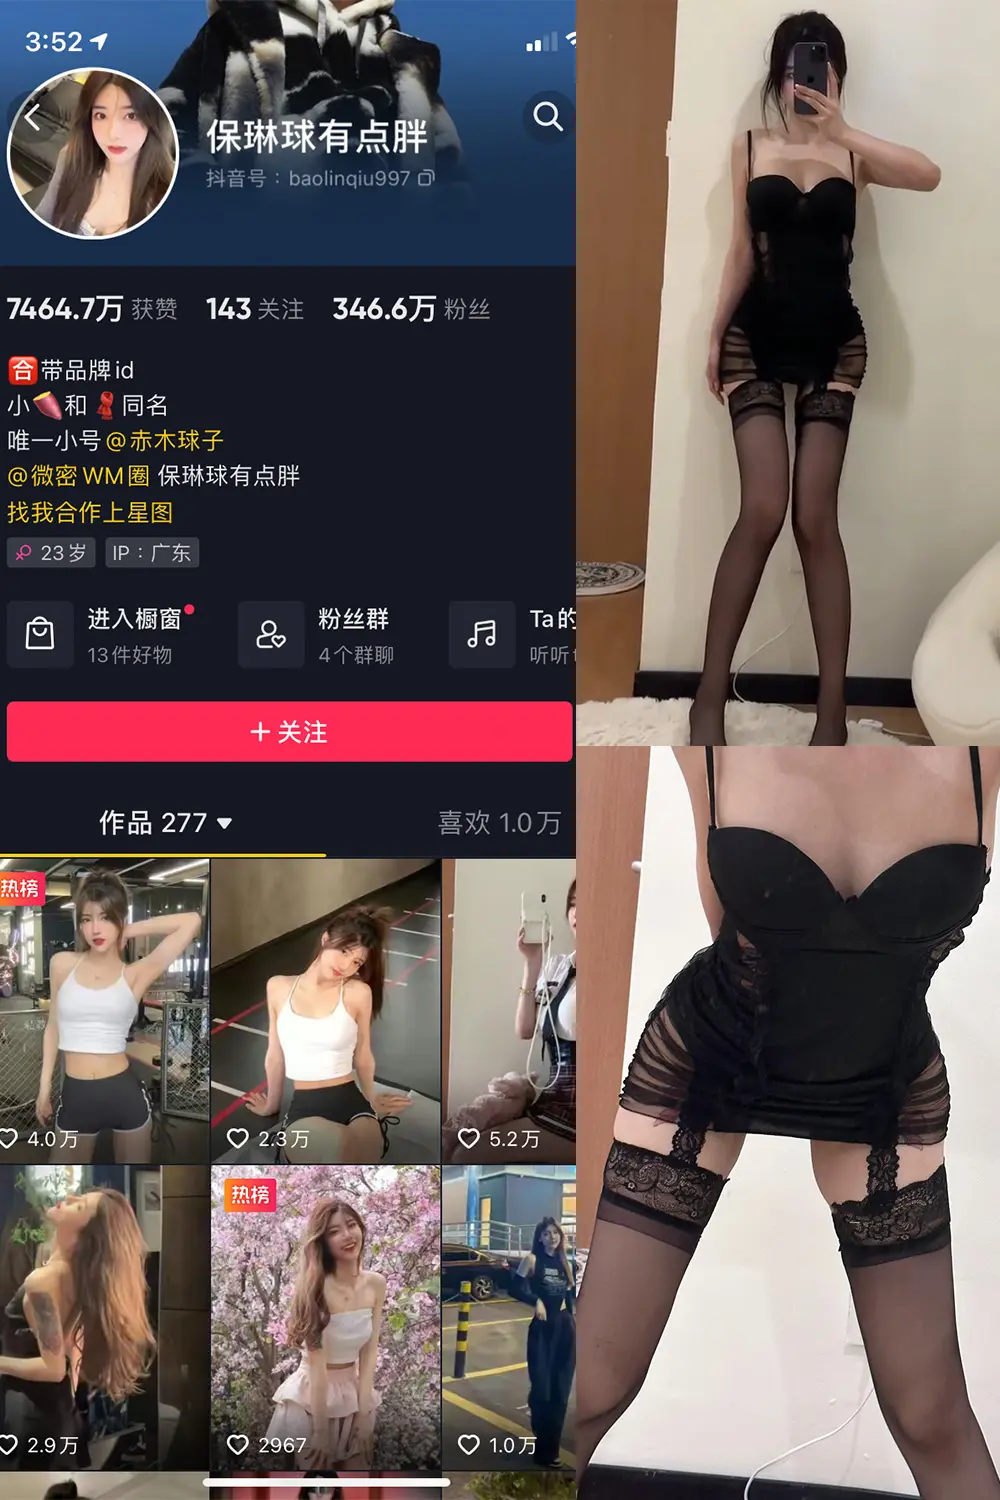 3:52
保琳球有点胖
抖音号：baolinqiu997
7464.7万 获赞 143 关注 346.6万 粉丝
合 带品牌id
小🍠和🧣同名
唯一小号@赤木球子
@微密WM圈 保琳球有点胖
找我合作上星图
23岁 IP：广东
进入橱窗 粉丝群 Ta的
13件好物 4个群聊 听听
+ 关注
作品 277 喜欢 1.0万
热榜
4.0万 2.3万 5.2万
热榜
2.9万 2967 1.0万